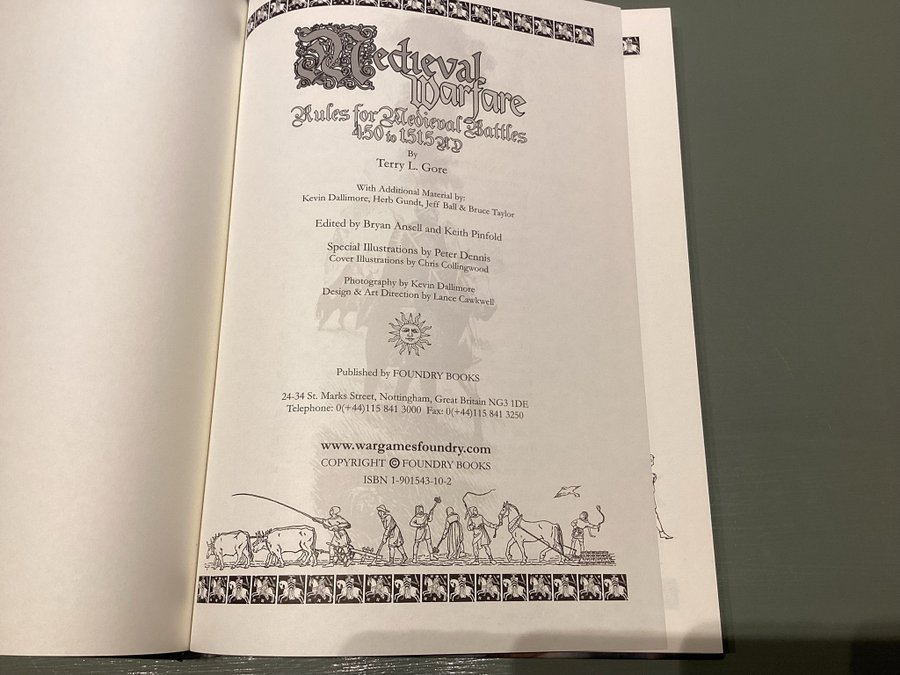 Medieval
Warfare
Rules for Medieval Battles
450 to 1515AD
By
Terry L. Gore
With Additional Material by:
Kevin Dallimore, Herb Gundt, Jeff Ball & Bruce Taylor
Edited by Bryan Ansell and Keith Pinfold
Special Illustrations by Peter Dennis
Cover Illustrations by Chris Collingwood
Photography by Kevin Dallimore
Design & Art Direction by Lance Cawkwell
Published by FOUNDRY BOOKS
24-34 St. Marks Street, Nottingham, Great Britain NG3 1DE
Telephone: 0(+44)115 841 3000 Fax: 0(+44)115 841 3250
www.wargamesfoundry.com
COPYRIGHT © FOUNDRY BOOKS
ISBN 1-901543-10-2